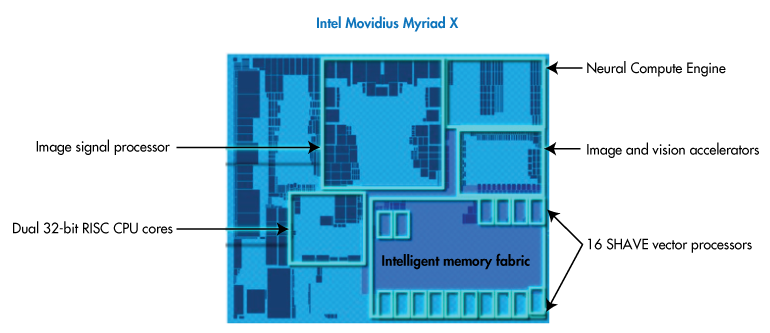 Intel Movidius Myriad X
Neural Compute Engine
Image signal processor
Image and vision accelerators
Dual 32-bit RISC CPU cores
16 SHAVE vector processors
Intelligent memory fabric